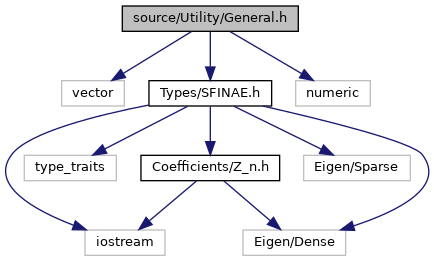 source/Utility/General.h
vector
Types/SFINAE.h
numeric
type_traits
Coefficients/Z_n.h
Eigen/Sparse
iostream
Eigen/Dense